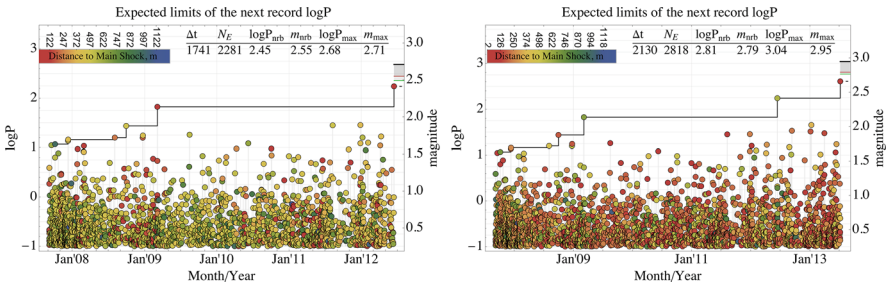 Expected limits of the next record logP
122
247
374
497
622
747
872
997
1122
Distance to Main Shock, m
Δt N_E logP_nrb m_nrb logP_max m_max
1741 2281 2.45 2.55 2.68 2.71
3
2
1
0
−1
logP
3.0
2.5
2.0
1.5
1.0
0.5
magnitude
Jan'08 Jan'09 Jan'10 Jan'11 Jan'12
Month/Year
Expected limits of the next record logP
2
126
250
374
498
622
746
870
994
1118
Distance to Main Shock, m
Δt N_E logP_nrb m_nrb logP_max m_max
2130 2818 2.81 2.79 3.04 2.95
3
2
1
0
−1
logP
3.0
2.5
2.0
1.5
1.0
0.5
magnitude
Jan'09 Jan'11 Jan'13
Month/Year